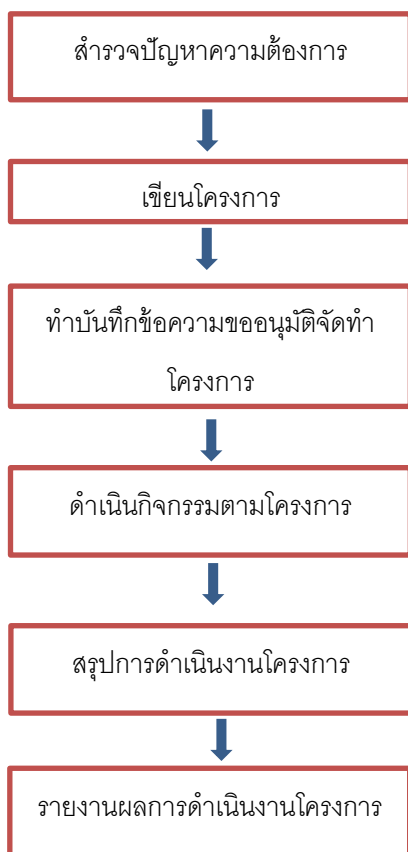 สำรวจปัญหาความต้องการ
เขียนโครงการ
ทำบันทึกข้อความขออนุมัติจัดทำ
โครงการ
ดำเนินกิจกรรมตามโครงการ
สรุปการดำเนินงานโครงการ
รายงานผลการดำเนินงานโครงการ